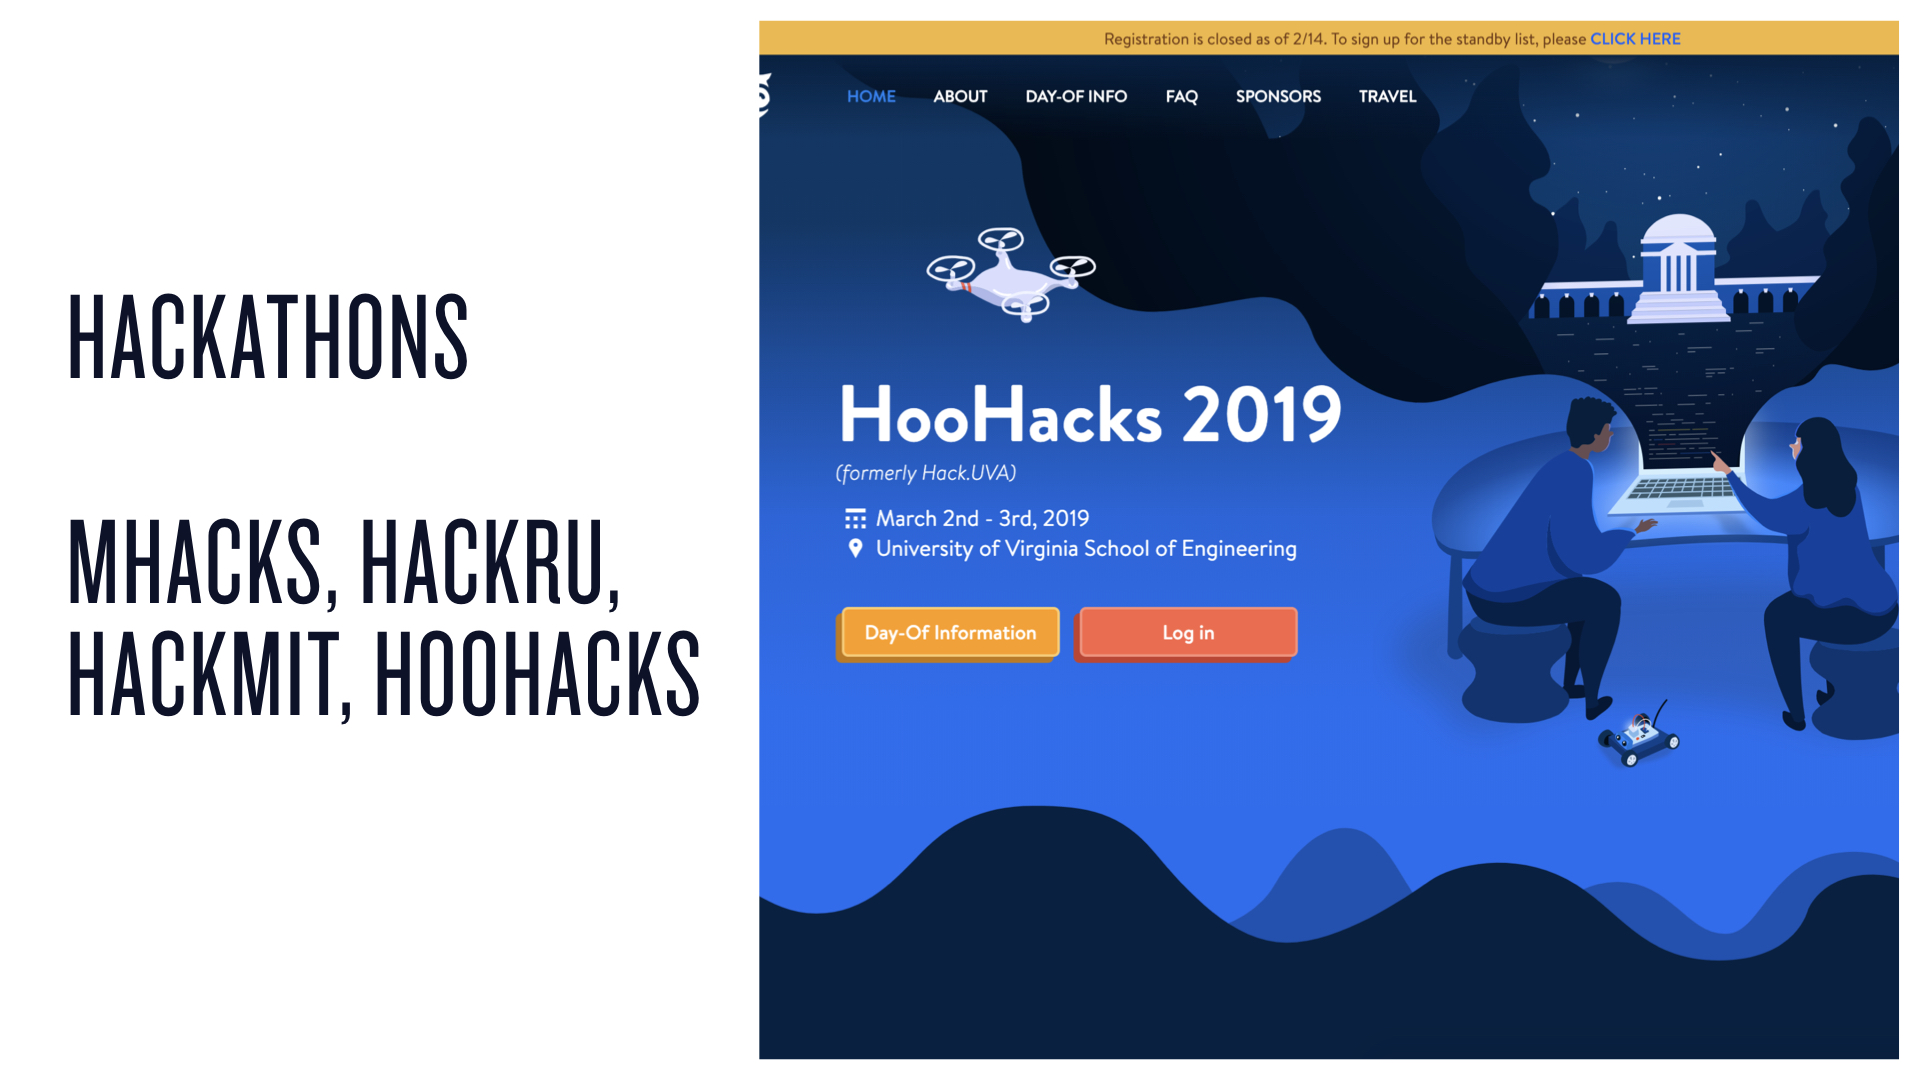 HACKATHONS
MHACKS, HACKRU,
HACKMIT, HOOHACKS
Registration is closed as of 2/14. To sign up for the standby list, please CLICK HERE
HOME ABOUT DAY-OF INFO FAQ SPONSORS TRAVEL
HooHacks 2019
(formerly Hack.UVA)
March 2nd - 3rd, 2019
University of Virginia School of Engineering
Day-Of Information Log in